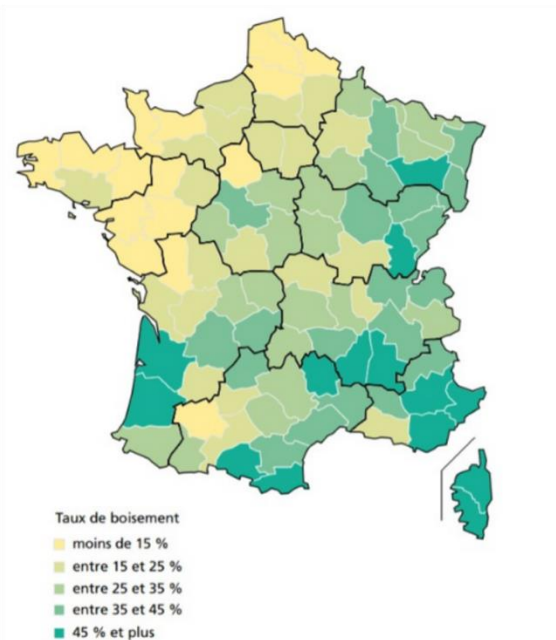 Taux de boisement
moins de 15 %
entre 15 et 25 %
entre 25 et 35 %
entre 35 et 45 %
45 % et plus